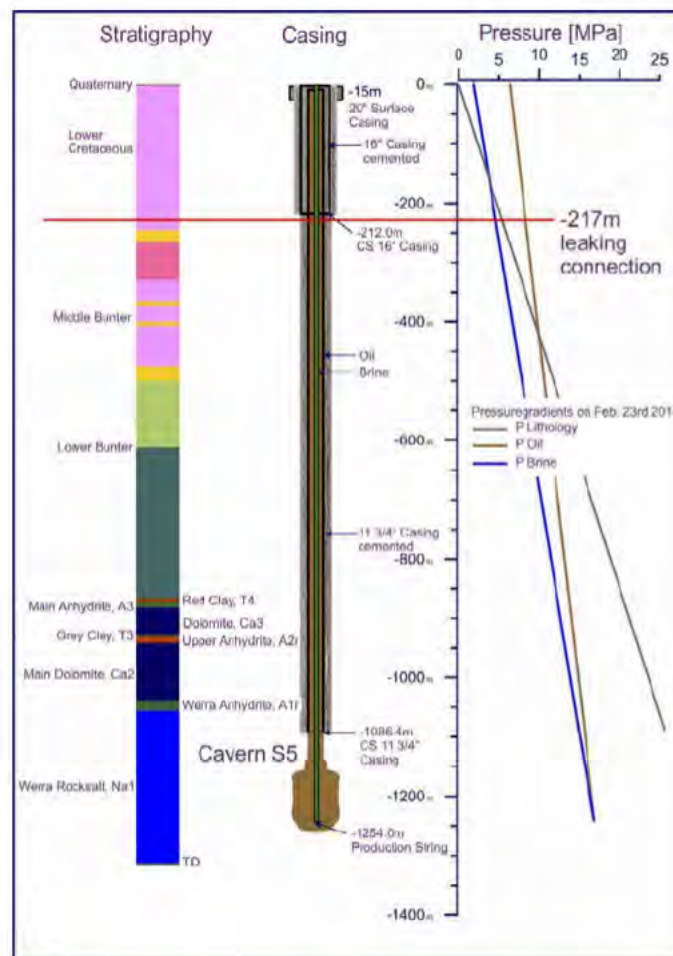 Stratigraphy
Casing
Pressure [MPa]
0
5
10
15
20
25
Quaternary
Lower
Cretaceous
Middle Bunter
Lower Bunter
Main Anhydrite, A3
Grey Clay, T3
Main Dolomite, Ca2
Werra Rocksalt, Na1
Red Clay, T4
Dolomite, Ca3
Upper Anhydrite, A2r
Werra Anhydrite, A1r
TD
-15m
20" Surface
Casing
16" Casing
cemented
-212.0m
CS 16" Casing
Oil
Brine
11 3/4" Casing
cemented
-1086.4m
CS 11 3/4"
Casing
Cavern S5
-1254.0m
Production String
0m
-200m
-400m
-600m
-800m
-1000m
-1200m
-1400m
-217m
leaking
connection
Pressuregradients on Feb. 23rd 201
P Lithology
P Oil
P Brine